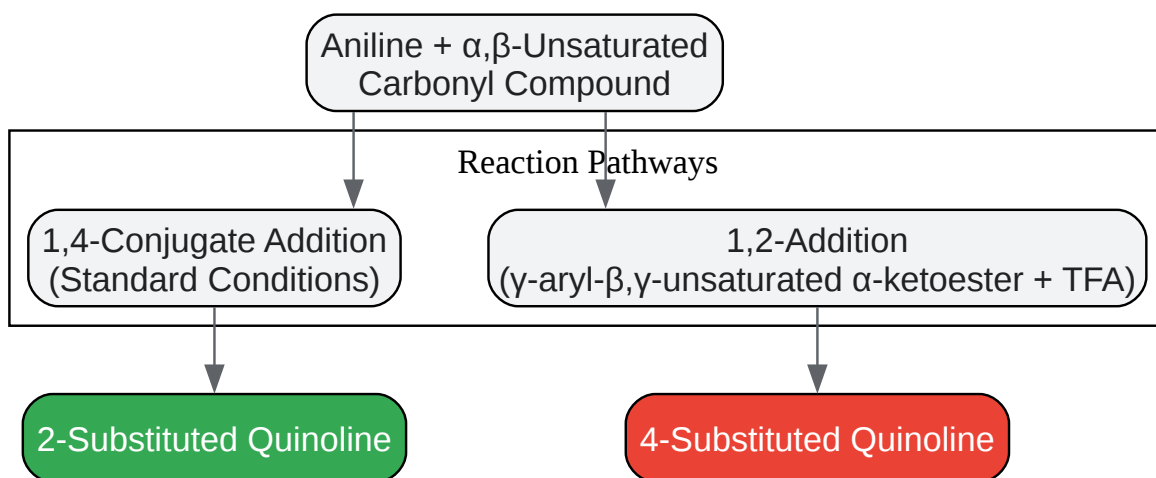 Aniline + α,β-Unsaturated
Carbonyl Compound
Reaction Pathways
1,4-Conjugate Addition
(Standard Conditions)
1,2-Addition
(γ-aryl-β,γ-unsaturated α-ketoester + TFA)
2-Substituted Quinoline
4-Substituted Quinoline